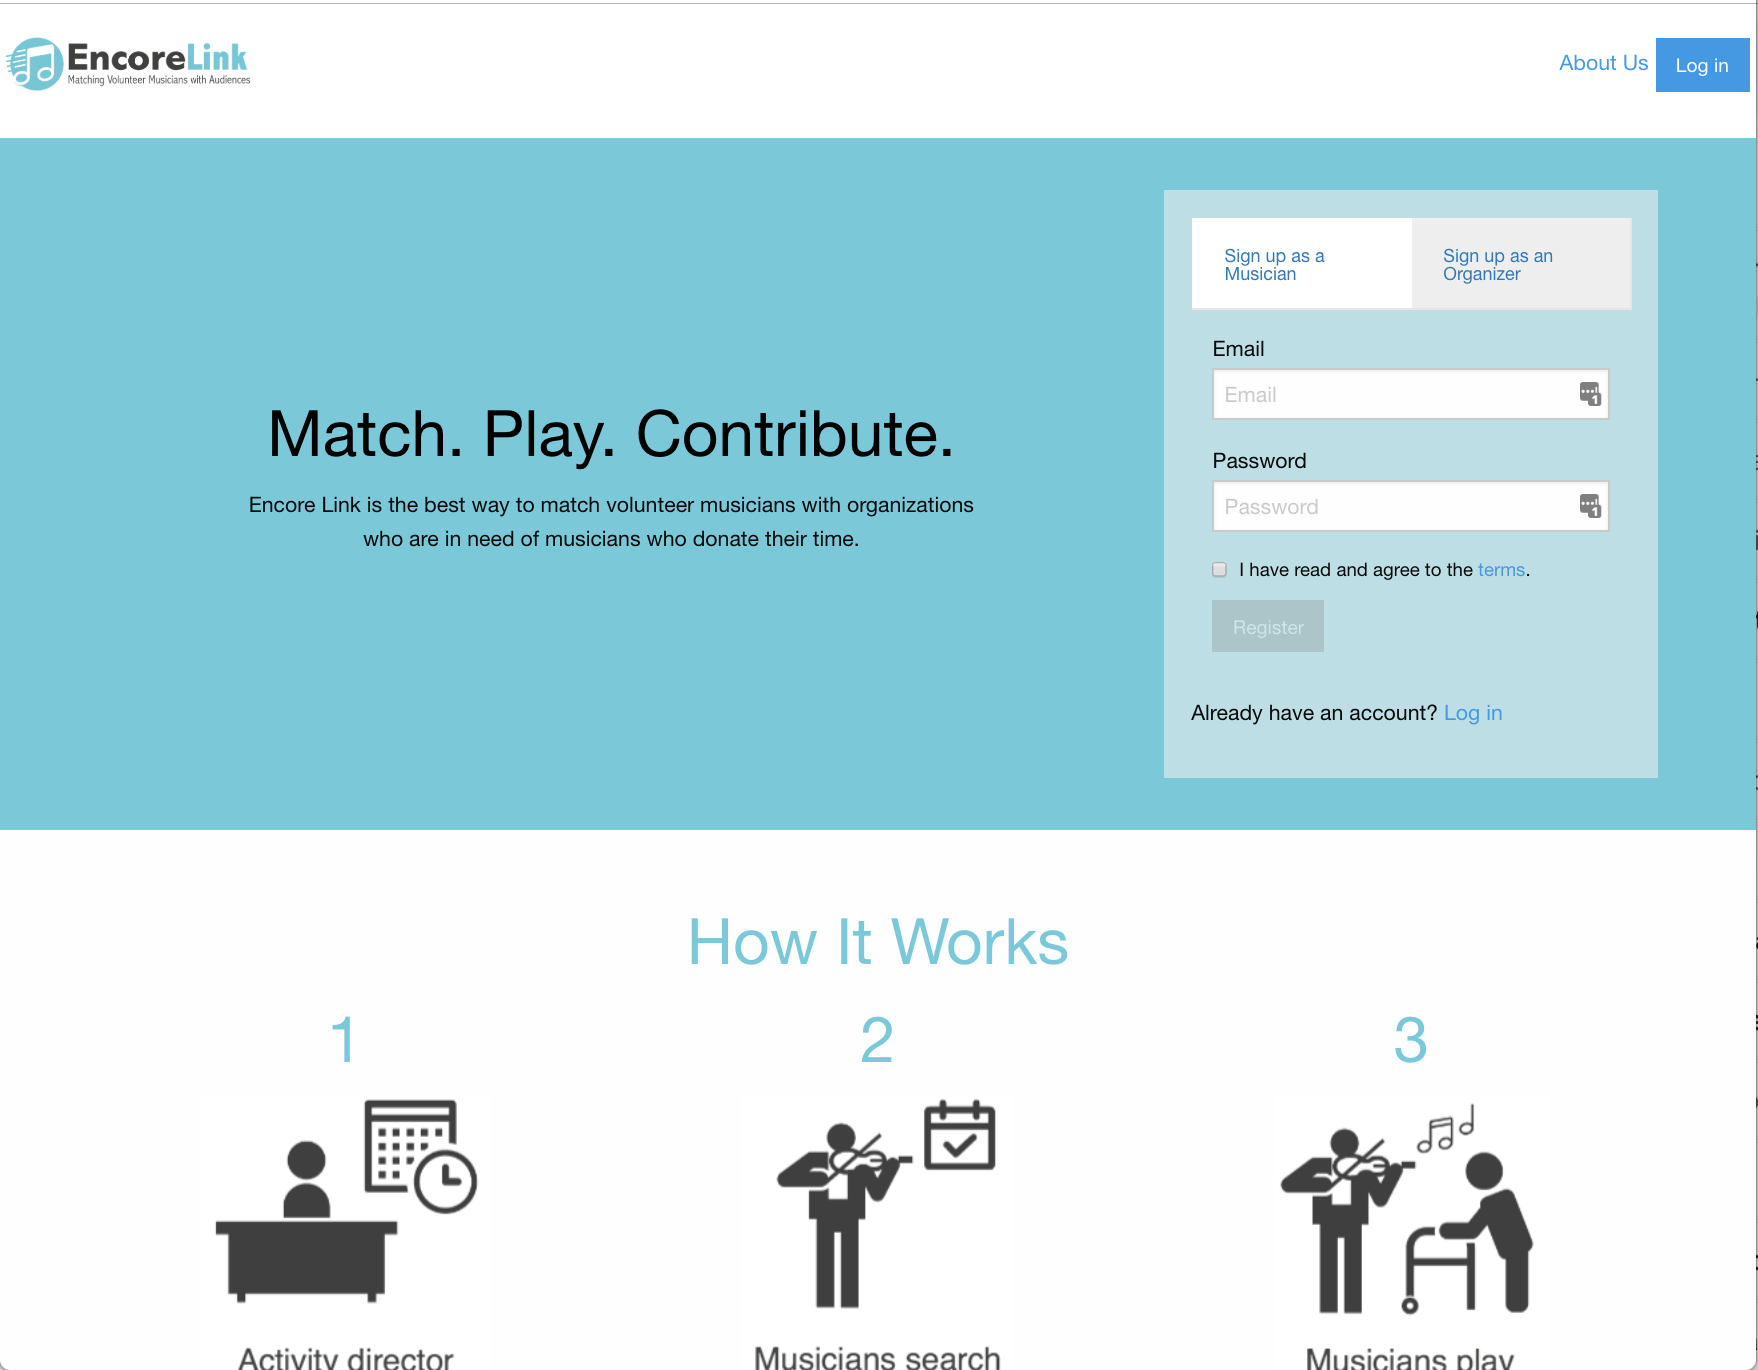 EncoreLink
Matching Volunteer Musicians with Audiences
About Us
Log in
Match. Play. Contribute.
Encore Link is the best way to match volunteer musicians with organizations
who are in need of musicians who donate their time.
Sign up as a
Musician
Sign up as an
Organizer
Email
Email
Password
Password
I have read and agree to the terms.
Register
Already have an account? Log in
How It Works
1
2
3
Activity director
Musicians search
Musicians play